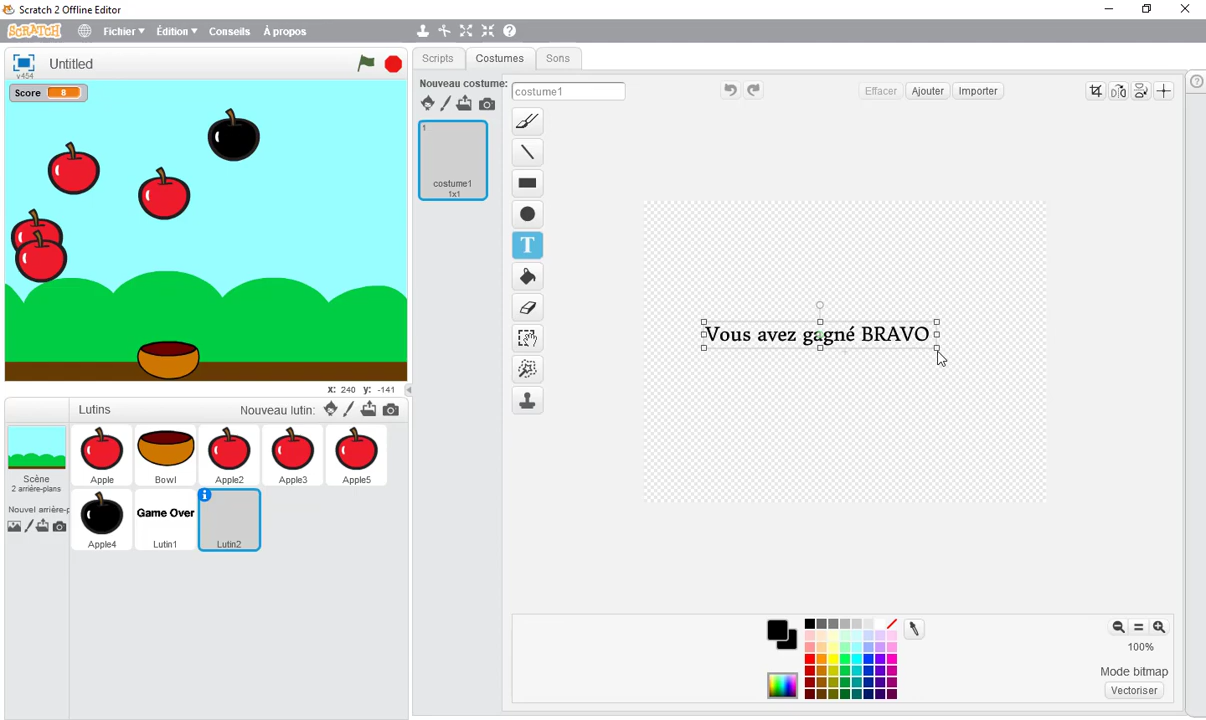 Scratch 2 Offline Editor
SCRATCH
Fichier
Édition
Conseils
À propos
v454
Untitled
Scripts
Costumes
Sons
Score 8
Nouveau costume:
costume1
Effacer
Ajouter
Importer
1
costume1
1x1
T
Vous avez gagné BRAVO
x: 240 y: -141
Lutins
Nouveau lutin:
Scène
2 arrière-plans
Nouvel arrière-p
Apple
Bowl
Apple2
Apple3
Apple5
Game Over
Apple4
Lutin1
Lutin2
100%
Mode bitmap
Vectoriser